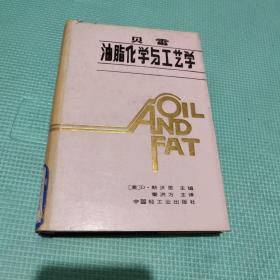 贝雷
油脂化学与工艺学
OIL
AND
FAT
[美]D·斯沃恩 主编
秦洪万 主译
中国轻工业出版社